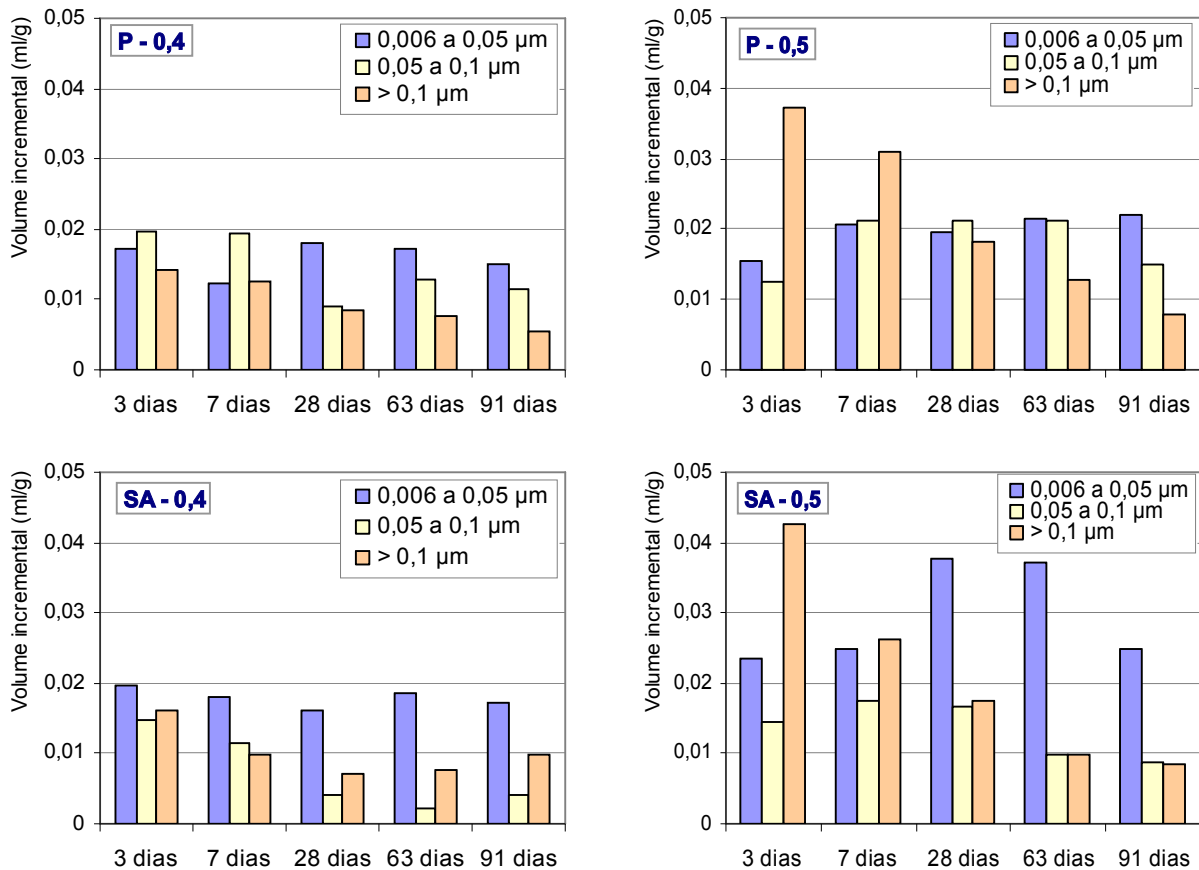 P - 0,4
0,006 a 0,05 µm
0,05 a 0,1 µm
> 0,1 µm
Volume incremental (ml/g)
0,05
0,04
0,03
0,02
0,01
0
3 dias 7 dias 28 dias 63 dias 91 dias
P - 0,5
0,006 a 0,05 µm
0,05 a 0,1 µm
> 0,1 µm
Volume incremental (ml/g)
0,05
0,04
0,03
0,02
0,01
0
3 dias 7 dias 28 dias 63 dias 91 dias
SA - 0,4
0,006 a 0,05 µm
0,05 a 0,1 µm
> 0,1 µm
Volume incremental (ml/g)
0,05
0,04
0,03
0,02
0,01
0
3 dias 7 dias 28 dias 63 dias 91 dias
SA - 0,5
0,006 a 0,05 µm
0,05 a 0,1 µm
> 0,1 µm
Volume incremental (ml/g)
0,05
0,04
0,03
0,02
0,01
0
3 dias 7 dias 28 dias 63 dias 91 dias